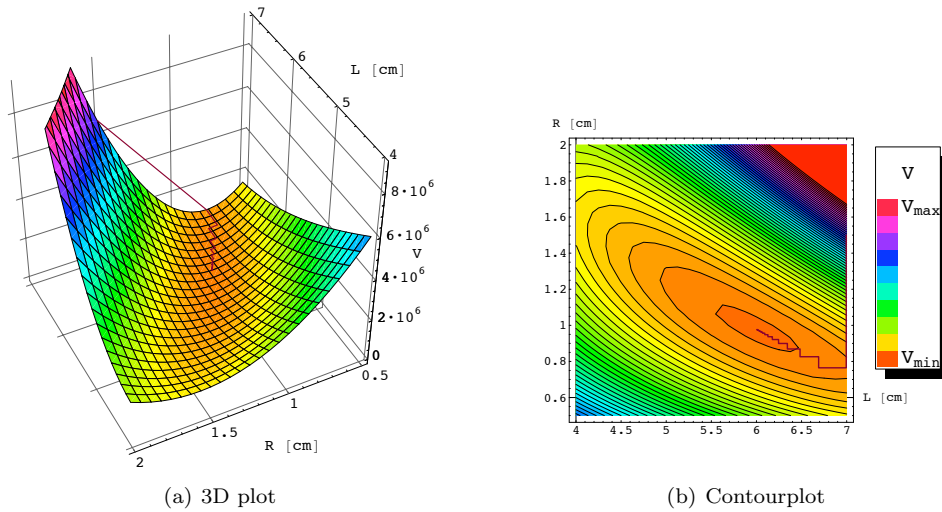 7
6
L [cm]
5
4
8·10⁶
6·10⁶
V
4·10⁶
2·10⁶
0
0.5
1
1.5
R [cm]
2
(a) 3D plot
R [cm]
2
1.8
1.6
1.4
1.2
1
0.8
0.6
4 4.5 5 5.5 6 6.5 7
L [cm]
V
Vmax
Vmin
(b) Contourplot